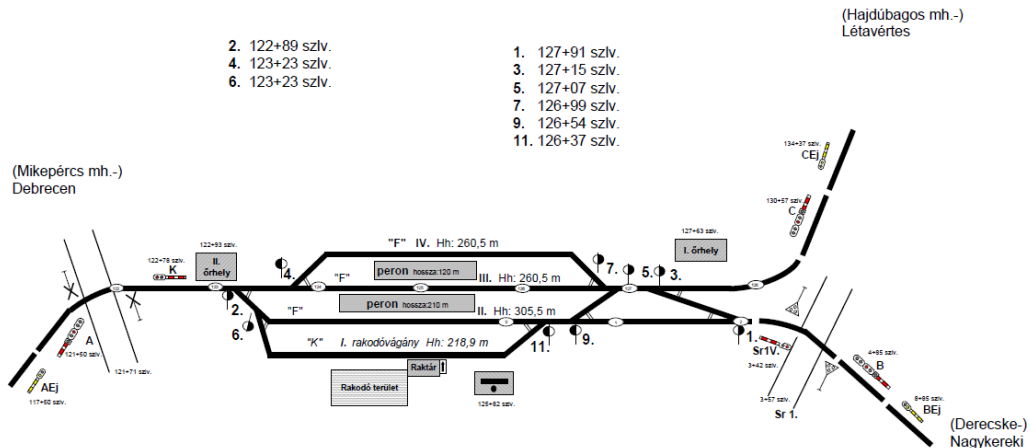 (Hajdúbagos mh.-)
Létavértes
2. 122+89 szlv.
4. 123+23 szlv.
6. 123+23 szlv.
1. 127+91 szlv.
3. 127+15 szlv.
5. 127+07 szlv.
7. 126+99 szlv.
9. 126+54 szlv.
11. 126+37 szlv.
134+37 szlv.
CEj
(Mikepércs mh.-)
Debrecen
130+57 szlv.
C
122+93 szlv.
II.
őrhely
127+63 szlv.
I. őrhely
"F" IV. Hh: 260,5 m
122+78 szlv.
K
4.
"F"
peron hossza:120 m
III. Hh: 260,5 m
7.
5.
3.
2.
"F"
peron hossza:210 m
II. Hh: 305,5 m
6.
"K" I. rakodóvágány Hh: 218,9 m
11.
9.
1.
Sr1V.
3+42 szlv.
A
121+50 szlv.
121+71 szlv.
AEj
117+50 szlv.
Raktár
Rakodó terület
4+85 szlv.
B
3+57 szlv.
Sr 1.
8+85 szlv.
BEj
(Derecske-)
Nagykereki